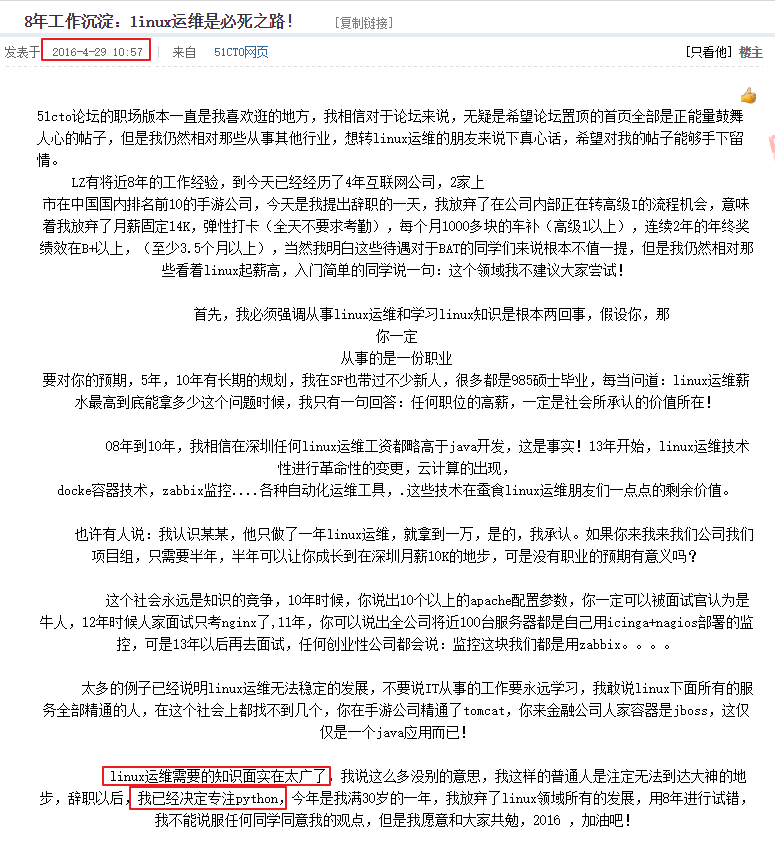 8年工作沉淀：linux运维是必死之路！ [复制链接]
发表于 2016-4-29 10:57 | 来自 51CTO网页 [只看他] 楼主
51cto论坛的职场版本一直是我喜欢逛的地方，我相信对于论坛来说，无疑是希望论坛置顶的首页全部是正能量鼓舞
人心的帖子，但是我仍然相对那些从事其他行业，想转linux运维的朋友来说下真心话，希望对我的帖子能够手下留
情。
LZ有将近8年的工作经验，到今天已经经历了4年互联网公司，2家上
市在中国国内排名前10的手游公司，今天是我提出辞职的一天，我放弃了在公司内部正在转高级I的流程机会，意味
着我放弃了月薪固定14K，弹性打卡（全天不要求考勤），每个月1000多块的车补（高级1以上），连续2年的年终奖
绩效在B+以上，（至少3.5个月以上），当然我明白这些待遇对于BAT的同学们来说根本不值一提，但是我仍然相对那
些看着linux起薪高，入门简单的同学说一句：这个领域我不建议大家尝试！
首先，我必须强调从事linux运维和学习linux知识是根本两回事，假设你，那
你一定
从事的是一份职业
要对你的预期，5年，10年有长期的规划，我在SF也带过不少新人，很多都是985硕士毕业，每当问道：linux运维薪
水最高到底能拿多少这个问题时候，我只有一句回答：任何职位的高薪，一定是社会所承认的价值所在！
08年到10年，我相信在深圳任何linux运维工资都略高于java开发，这是事实！13年开始，linux运维技术
性进行革命性的变更，云计算的出现，
docke容器技术，zabbix监控....各种自动化运维工具，.这些技术在蚕食linux运维朋友们一点点的剩余价值。
也许有人说：我认识某某，他只做了一年linux运维，就拿到一万，是的，我承认。如果你来我来我们公司我们
项目组，只需要半年，半年可以让你成长到在深圳月薪10K的地步，可是没有职业的预期有意义吗？
这个社会永远是知识的竞争，10年时候，你说出10个以上的apache配置参数，你一定可以被面试官认为是
牛人，12年时候人家面试只考nginx了,11年，你可以说出全公司将近100台服务器都是自己用icinga+nagios部署的监
控，可是13年以后再去面试，任何创业性公司都会说：监控这块我们都是用zabbix。。。。
太多的例子已经说明linux运维无法稳定的发展，不要说IT从事的工作要永远学习，我敢说linux下面所有的服
务全部精通的人，在这个社会上都找不到几个，你在手游公司精通了tomcat，你来金融公司人家容器是jboss，这仅
仅是一个java应用而已！
linux运维需要的知识面实在太广了，我说这么多没别的意思，我这样的普通人是注定无法到达大神的地
步，辞职以后，我已经决定专注python，今年是我满30岁的一年，我放弃了linux领域所有的发展，用8年进行试错，
我不能说服任何同学同意我的观点，但是我愿意和大家共勉，2016 ，加油吧！